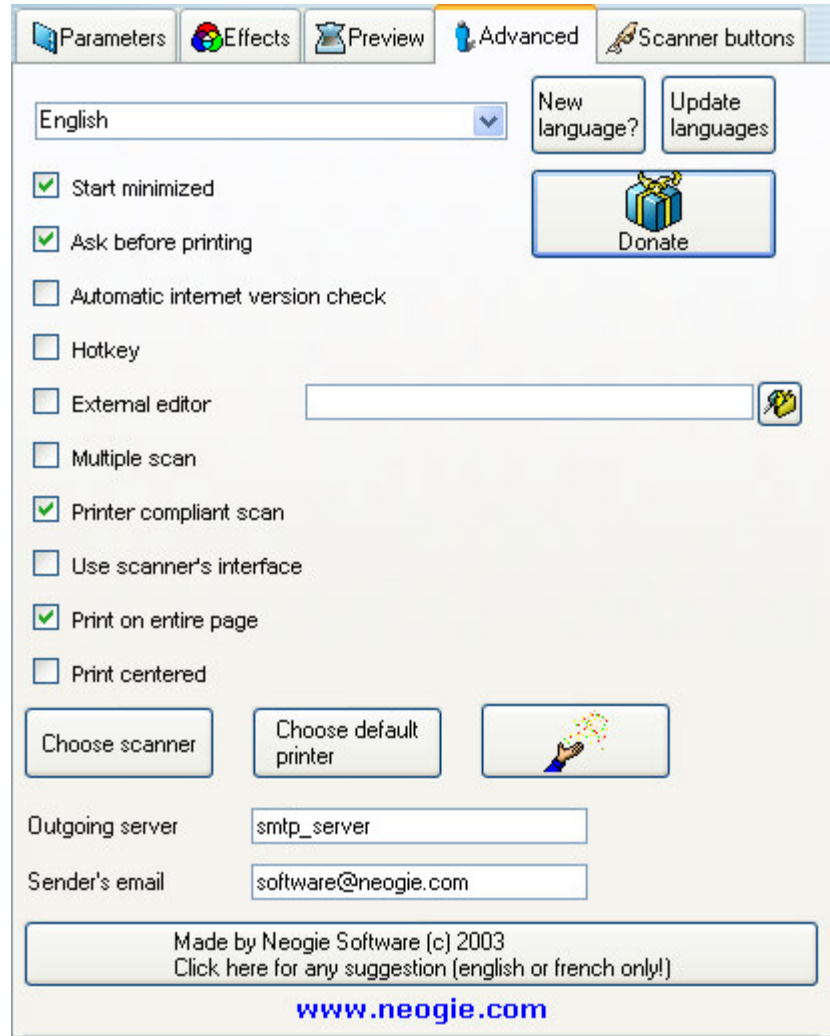 Parameters Effects Preview Advanced Scanner buttons
English
New
language?
Update
languages
Start minimized
Donate
Ask before printing
Automatic internet version check
Hotkey
External editor
Multiple scan
Printer compliant scan
Use scanner's interface
Print on entire page
Print centered
Choose scanner
Choose default
printer
Outgoing server smtp_server
Sender's email software@neogie.com
Made by Neogie Software (c) 2003
Click here for any suggestion (english or french only!)
www.neogie.com